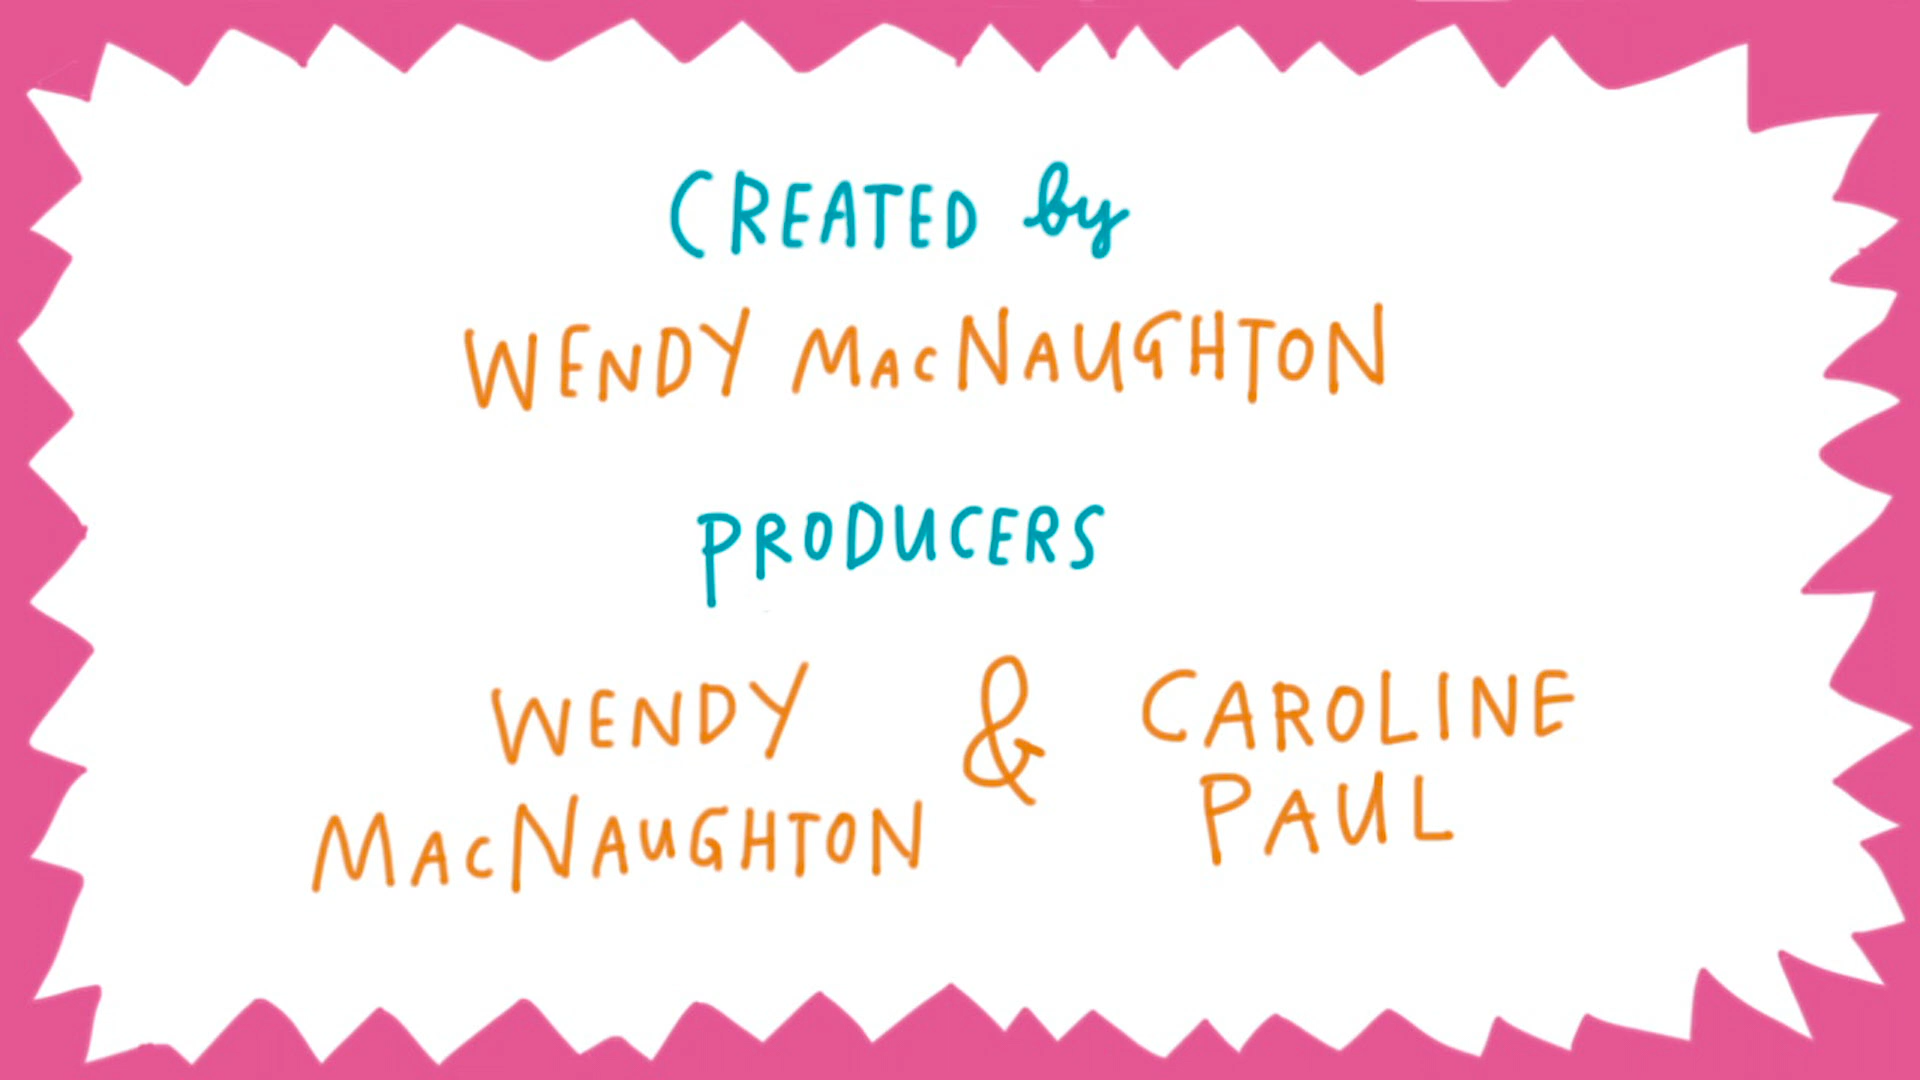 CREATED by
WENDY MACNAUGHTON
PRODUCERS
WENDY & CAROLINE
MACNAUGHTON PAUL